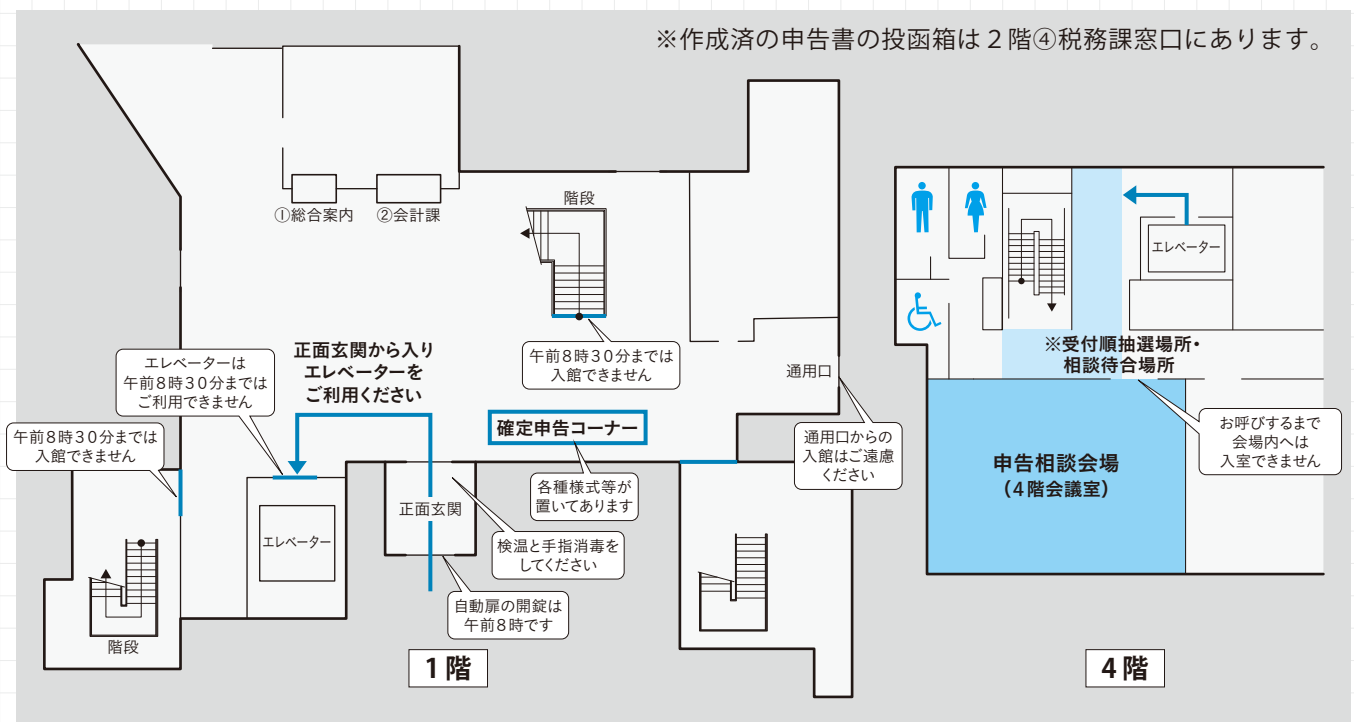 ※作成済の申告書の投函箱は2階④税務課窓口にあります。
①総合案内
②会計課
階段
午前8時30分までは
入館できません
正面玄関から入り
エレベーターを
ご利用ください
エレベーターは
午前8時30分までは
ご利用できません
午前8時30分までは
入館できません
確定申告コーナー
各種様式等が
置いてあります
通用口
通用口からの
入館はご遠慮
ください
正面玄関
検温と手指消毒を
してください
自動扉の開錠は
午前8時です
エレベーター
階段
1階
エレベーター
※受付順抽選場所・
相談待合場所
お呼びするまで
会場内へは
入室できません
申告相談会場
(4階会議室)
4階